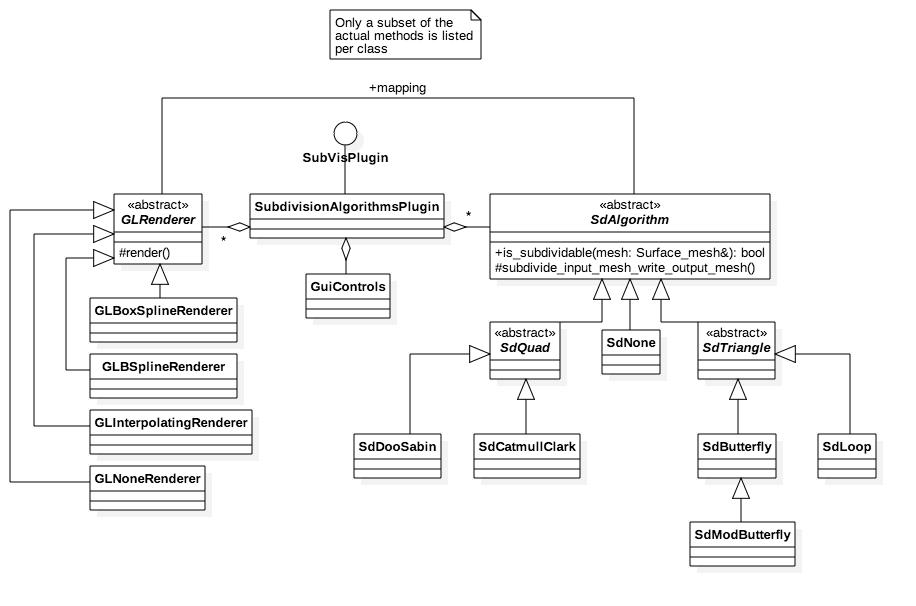 Only a subset of the
actual methods is listed
per class
+mapping
SubVisPlugin
«abstract»
GLRenderer
#render()
*
SubdivisionAlgorithmsPlugin
*
«abstract»
SdAlgorithm
+is_subdividable(mesh: Surface_mesh&): bool
#subdivide_input_mesh_write_output_mesh()
GuiControls
GLBoxSplineRenderer
GLBSplineRenderer
GLInterpolatingRenderer
GLNoneRenderer
«abstract»
SdQuad
SdNone
«abstract»
SdTriangle
SdDooSabin
SdCatmullClark
SdButterfly
SdLoop
SdModButterfly